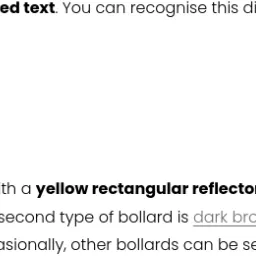 ed text. You can recognise this di
th a yellow rectangular reflecto
second type of bollard is dark bro
asionally, other bollards can be se